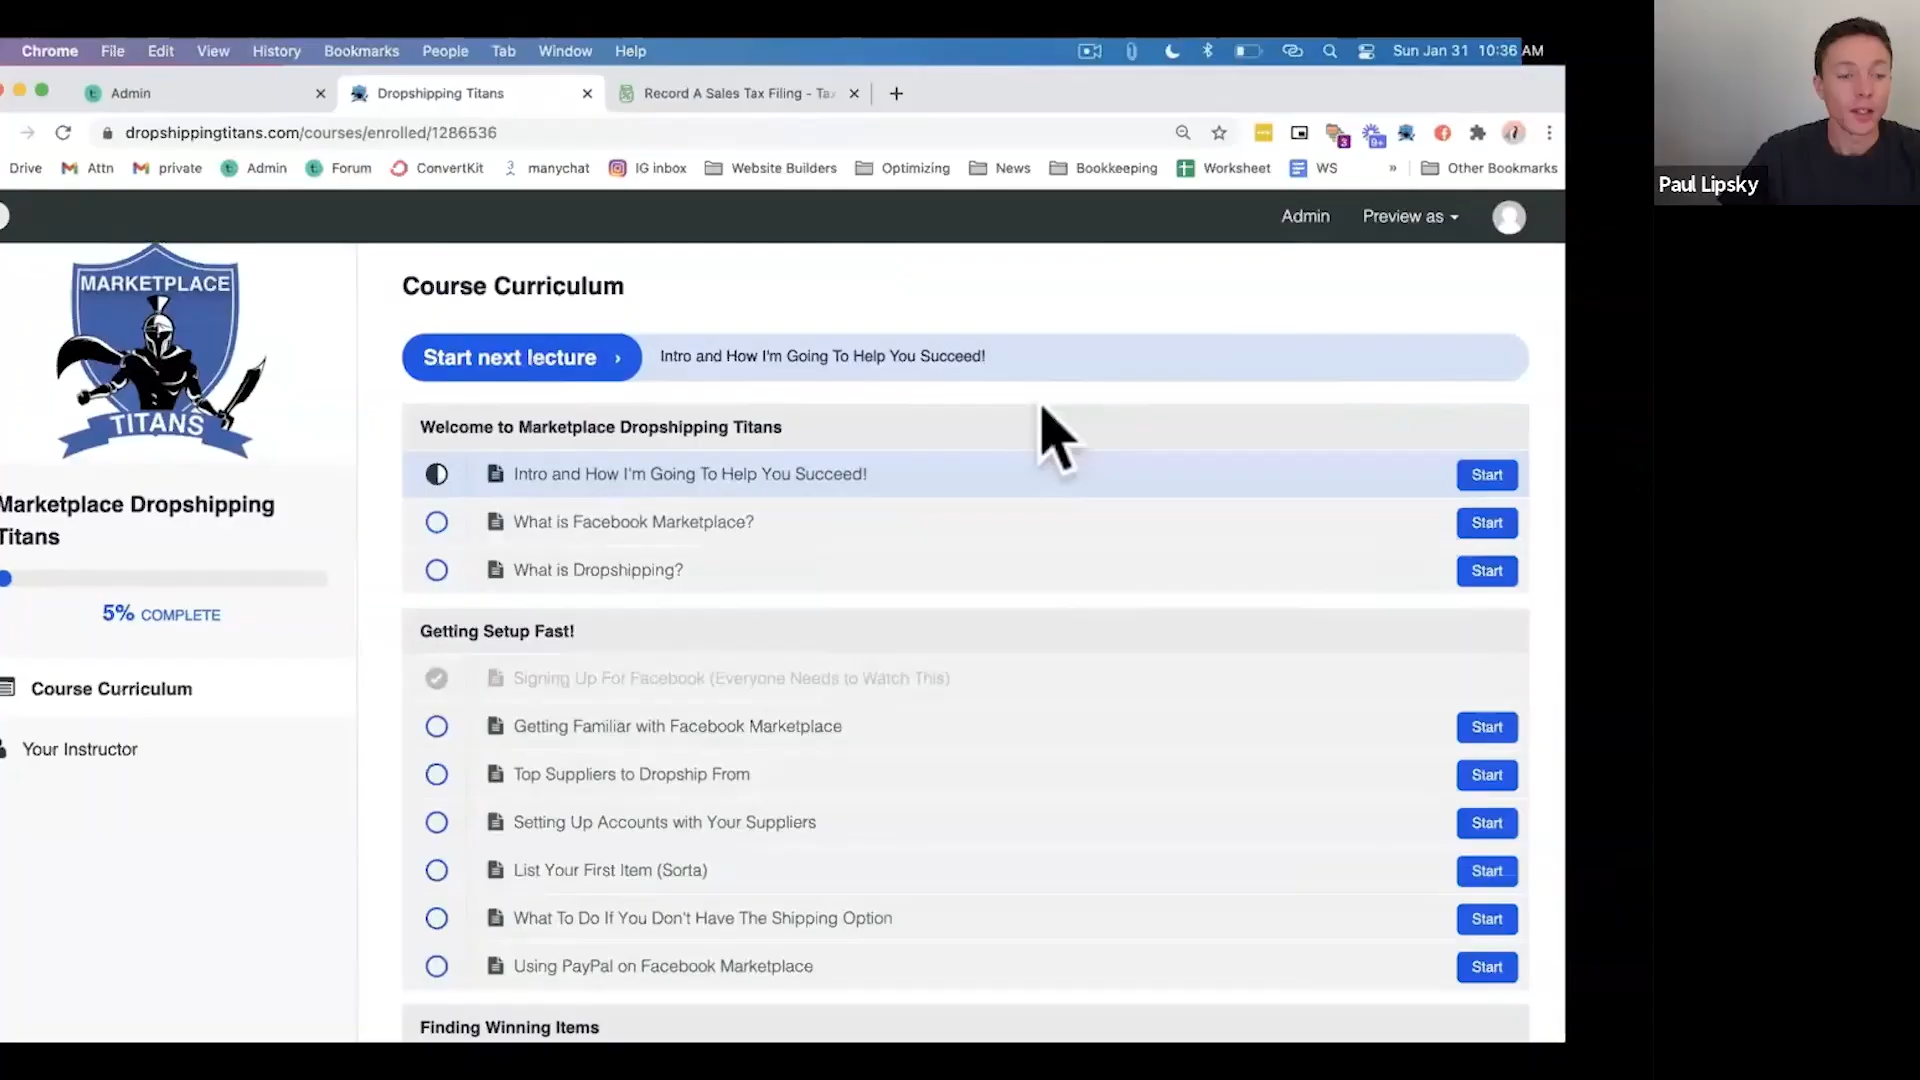 Chrome File Edit View History Bookmarks People Tab Window Help Sun Jan 31 10:36 AM
Admin Dropshipping Titans Record A Sales Tax Filing - Ta
dropshippingtitans.com/courses/enrolled/1286536
3 9+
Drive Attn private Admin Forum ConvertKit manychat IG inbox Website Builders Optimizing News Bookkeeping Worksheet WS » Other Bookmarks
Paul Lipsky
Admin Preview as
MARKETPLACE
TITANS
Marketplace Dropshipping
Titans
5% COMPLETE
Course Curriculum
Your Instructor
Course Curriculum
Start next lecture › Intro and How I'm Going To Help You Succeed!
Welcome to Marketplace Dropshipping Titans
Intro and How I'm Going To Help You Succeed! Start
What is Facebook Marketplace? Start
What is Dropshipping? Start
Getting Setup Fast!
Signing Up For Facebook (Everyone Needs to Watch This)
Getting Familiar with Facebook Marketplace Start
Top Suppliers to Dropship From Start
Setting Up Accounts with Your Suppliers Start
List Your First Item (Sorta) Start
What To Do If You Don't Have The Shipping Option Start
Using PayPal on Facebook Marketplace Start
Finding Winning Items